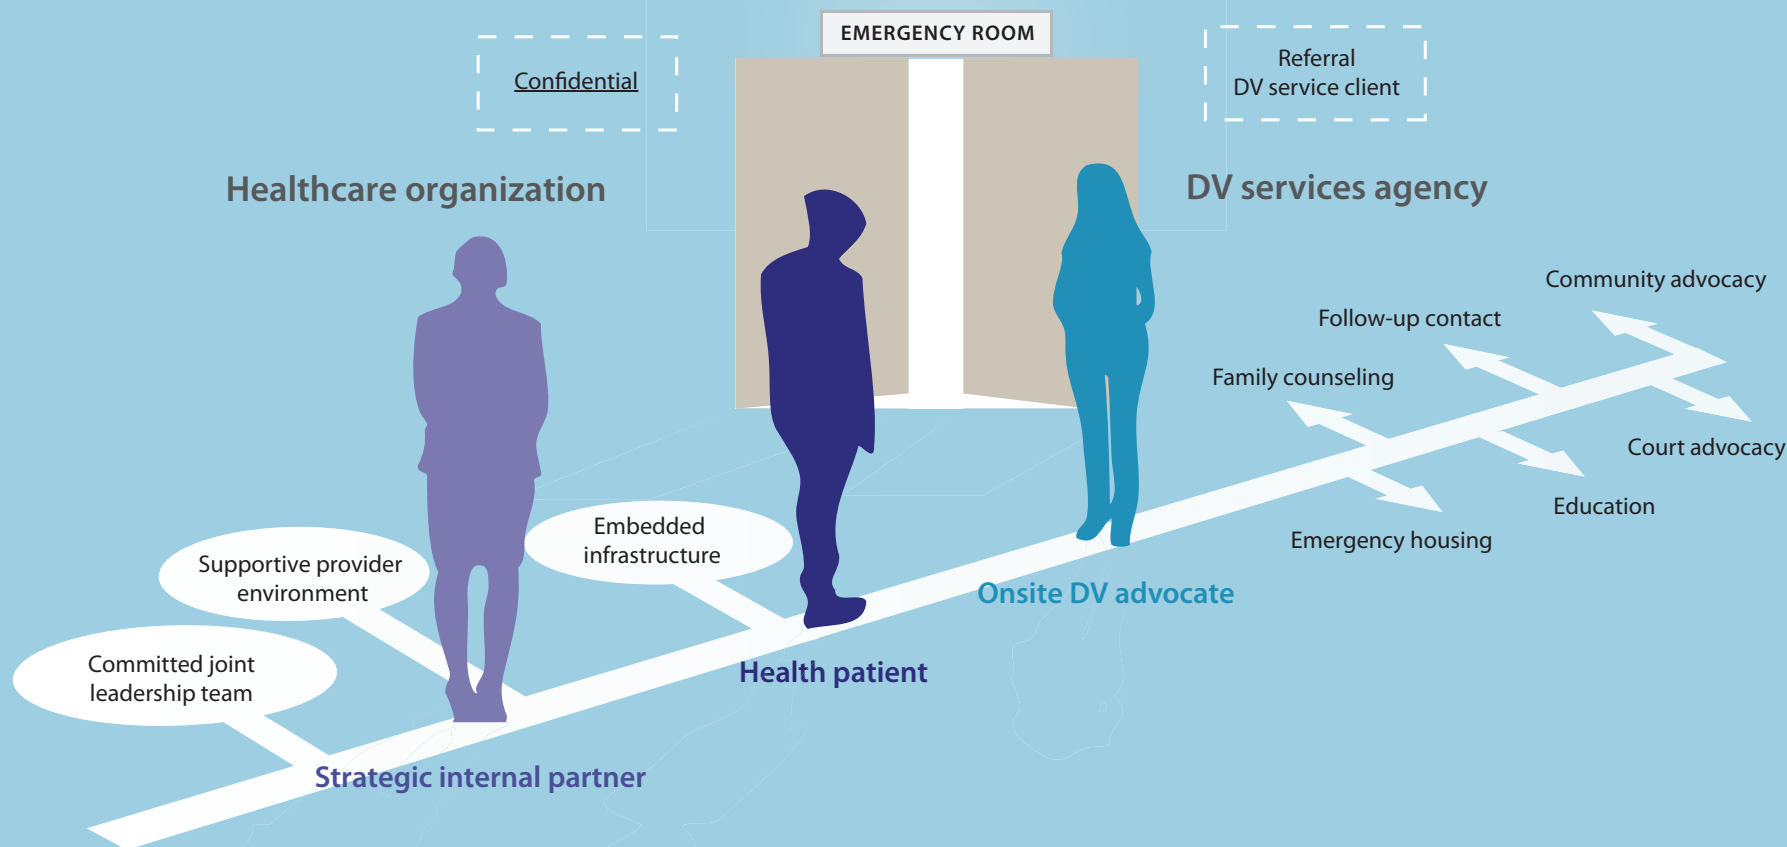 EMERGENCY ROOM
Confidential
Referral
DV service client
Healthcare organization
DV services agency
Community advocacy
Follow-up contact
Family counseling
Court advocacy
Education
Emergency housing
Embedded
infrastructure
Supportive provider
environment
Committed joint
leadership team
Onsite DV advocate
Health patient
Strategic internal partner